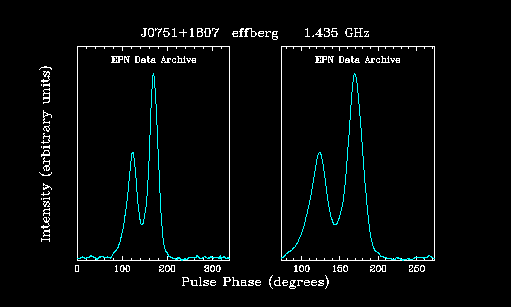 J0751+1807 effberg 1.435 GHz
EPN Data Archive
EPN Data Archive
Intensity (arbitrary units)
0 100 200 300
100 150 200 250
Pulse Phase (degrees)